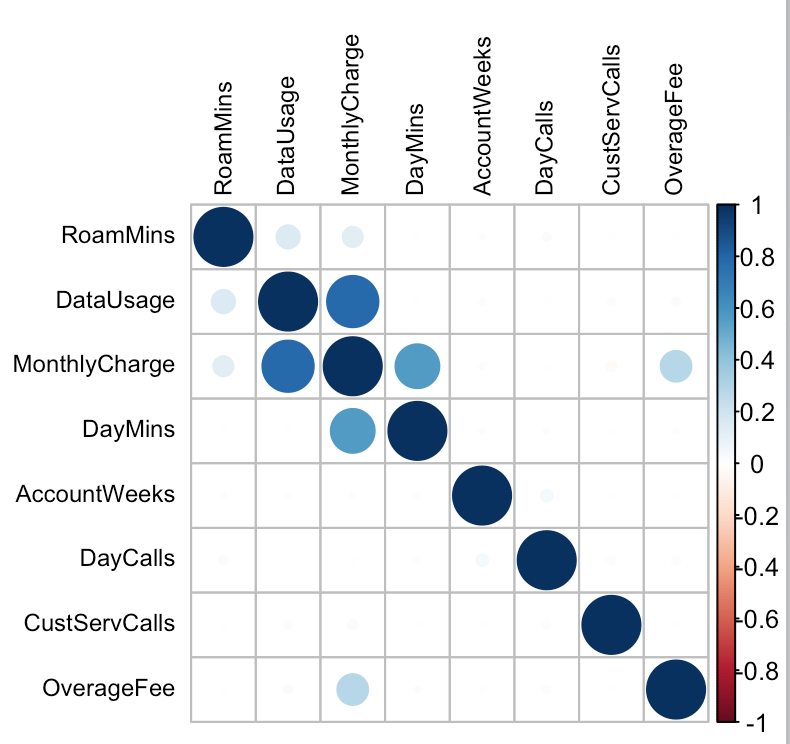 RoamMins
DataUsage
MonthlyCharge
DayMins
AccountWeeks
DayCalls
CustServCalls
OverageFee
RoamMins
DataUsage
MonthlyCharge
DayMins
AccountWeeks
DayCalls
CustServCalls
OverageFee
1
0.8
0.6
0.4
0.2
0
-0.2
-0.4
-0.6
-0.8
-1